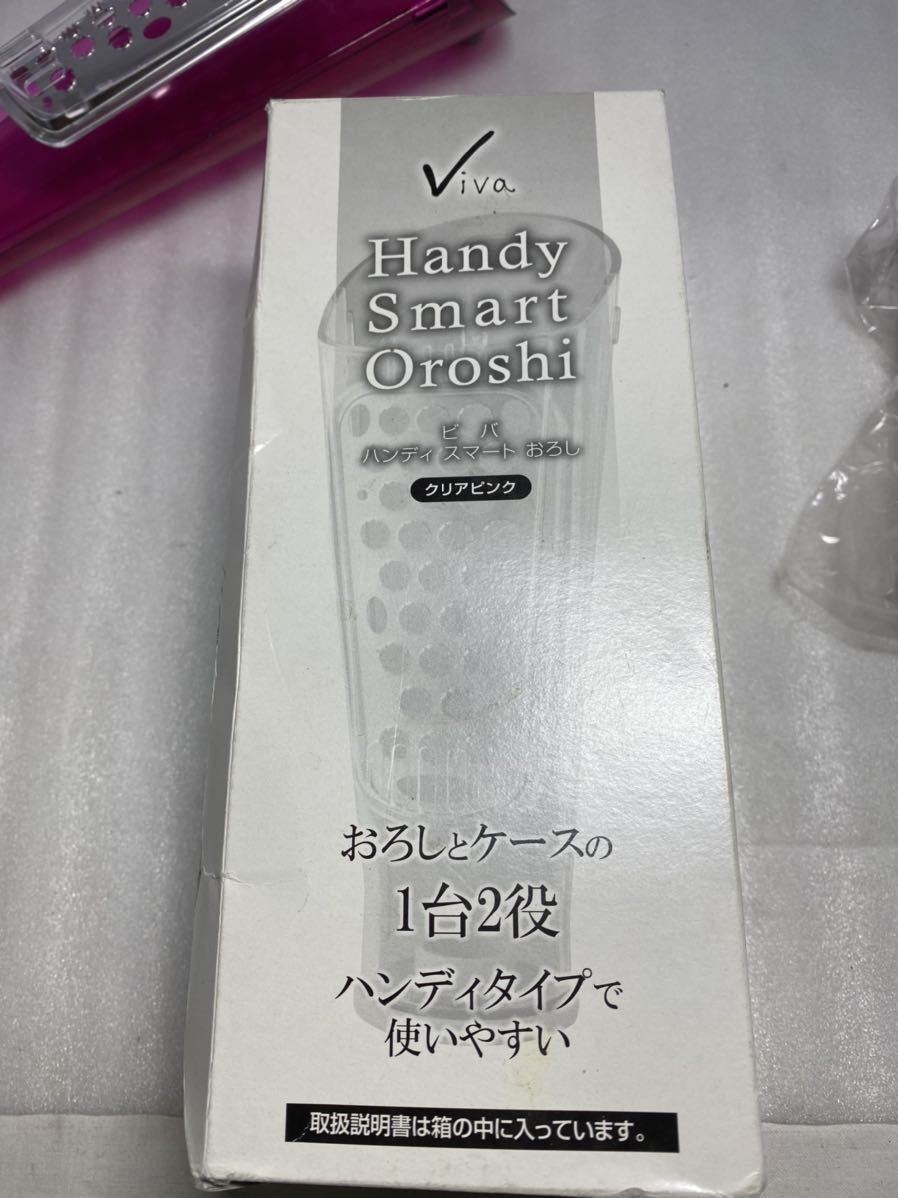 Viva
Handy
Smart
Oroshi
ビバ
ハンディ スマート おろし
クリアピンク
おろしとケースの
1台2役
ハンディタイプで
使いやすい
取扱説明書は箱の中に入っています。